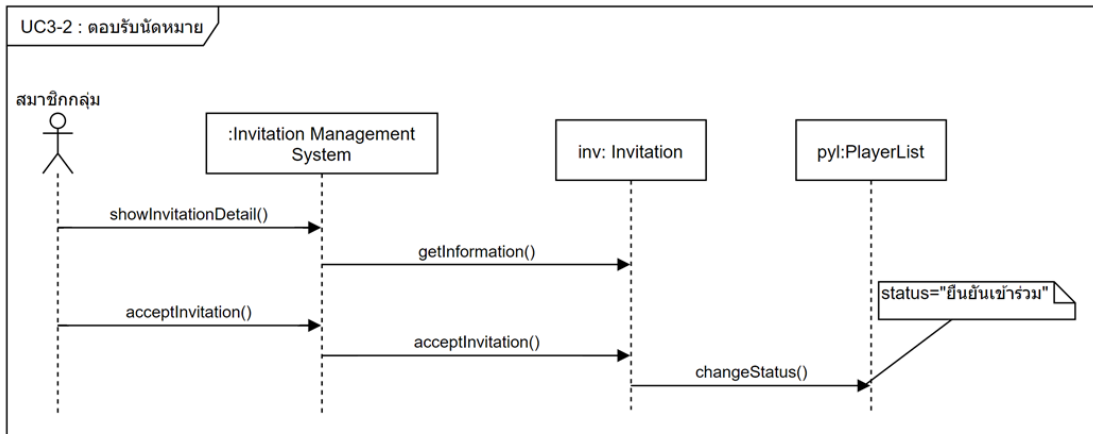 UC3-2 : ตอบรับนัดหมาย
สมาชิกกลุ่ม
:Invitation Management
System
inv: Invitation
pyl:PlayerList
showInvitationDetail()
getInformation()
status="ยืนยันเข้าร่วม"
acceptInvitation()
acceptInvitation()
changeStatus()